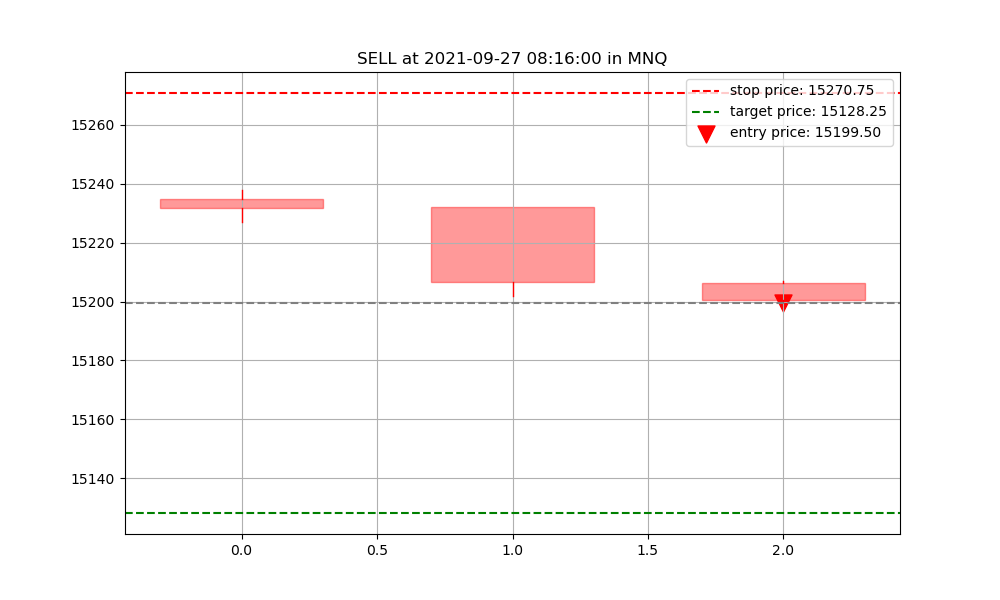 SELL at 2021-09-27 08:16:00 in MNQ
stop price: 15270.75
target price: 15128.25
entry price: 15199.50
15260
15240
15220
15200
15180
15160
15140
0.0 0.5 1.0 1.5 2.0